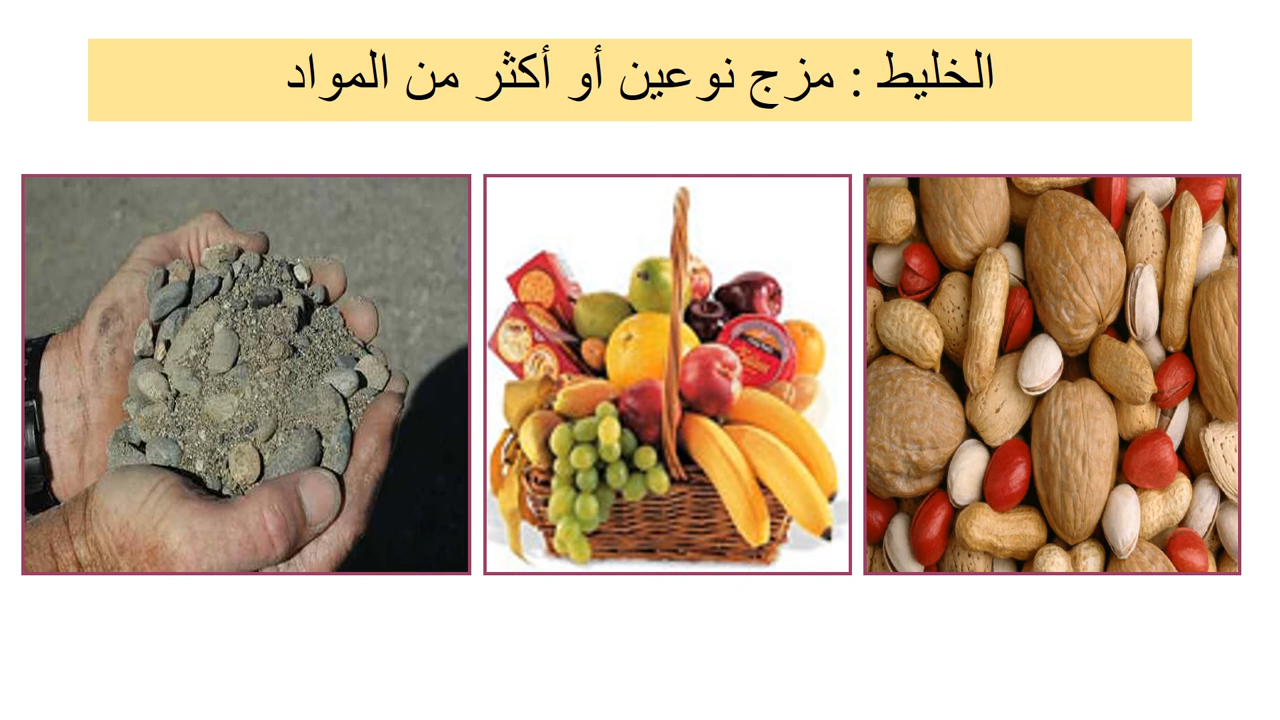 الخليط : مزج نوعين أو أكثر من المواد